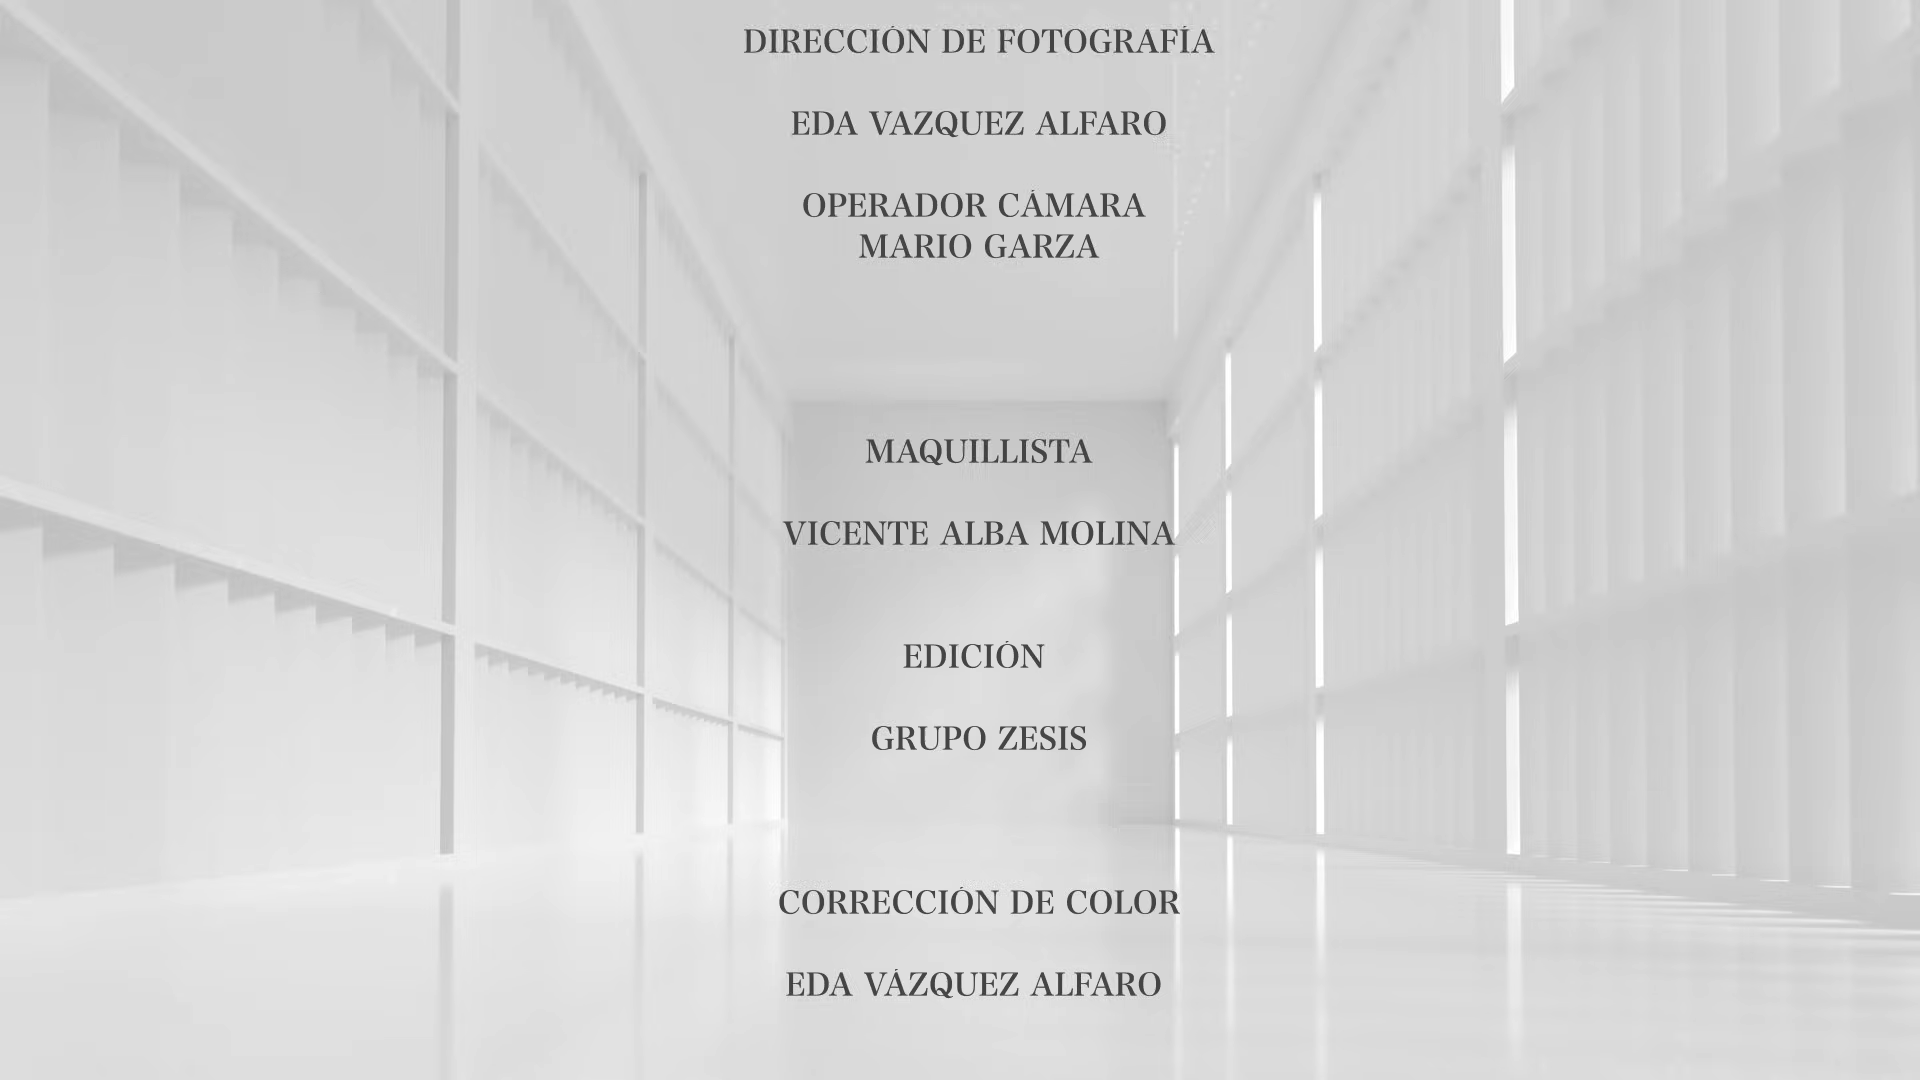 DIRECCIÓN DE FOTOGRAFÍA
EDA VAZQUEZ ALFARO
OPERADOR CÁMARA
MARIO GARZA
MAQUILLISTA
VICENTE ALBA MOLINA
EDICIÓN
GRUPO ZESIS
CORRECCIÓN DE COLOR
EDA VÁZQUEZ ALFARO